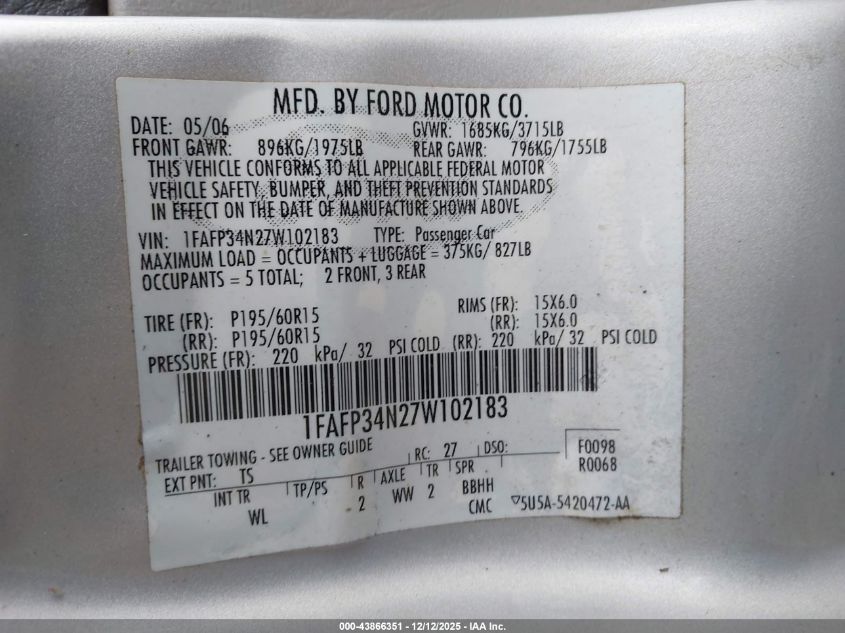 MFD. BY FORD MOTOR CO.
DATE: 05/06 GVWR: 1685KG/3715LB
FRONT GAWR: 896KG/1975LB REAR GAWR: 796KG/1755LB
THIS VEHICLE CONFORMS TO ALL APPLICABLE FEDERAL MOTOR
VEHICLE SAFETY, BUMPER, AND THEFT PREVENTION STANDARDS
IN EFFECT ON THE DATE OF MANUFACTURE SHOWN ABOVE.
VIN: 1FAFP34N27W102183 TYPE: Passenger Car
MAXIMUM LOAD = OCCUPANTS + LUGGAGE = 375KG/ 827LB
OCCUPANTS = 5 TOTAL; 2 FRONT, 3 REAR
TIRE (FR): P195/60R15 RIMS (FR): 15X6.0
(RR): P195/60R15 (RR): 15X6.0
PRESSURE (FR): 220 kPa/ 32 PSI COLD (RR): 220 kPa/ 32 PSI COLD
1FAFP34N27W102183
TRAILER TOWING - SEE OWNER GUIDE RC: 27 DSO: F0098
EXT PNT: TS R0068
INT TR TP/PS R AXLE TR SPR
WL 2 WW 2 BBHH
CMC ▽5U5A-5420472-AA
000-43866351 - 12/12/2025 - IAA Inc.